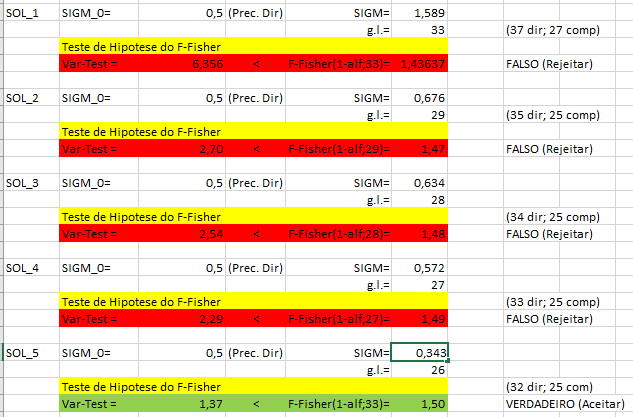 SOL_1 SIGM_0= 0,5 (Prec. Dir) SIGM= 1,589
g.l.= 33 (37 dir; 27 comp)
Teste de Hipotese do F-Fisher
Var-Test = 6,356 < F-Fisher(1-alf;33)= 1,43637 FALSO (Rejeitar)
SOL_2 SIGM_0= 0,5 (Prec. Dir) SIGM= 0,676
g.l.= 29 (35 dir; 25 comp)
Teste de Hipotese do F-Fisher
Var-Test = 2,70 < F-Fisher(1-alf;29)= 1,47 FALSO (Rejeitar)
SOL_3 SIGM_0= 0,5 (Prec. Dir) SIGM= 0,634
g.l.= 28 (34 dir; 25 comp)
Teste de Hipotese do F-Fisher
Var-Test = 2,54 < F-Fisher(1-alf;28)= 1,48 FALSO (Rejeitar)
SOL_4 SIGM_0= 0,5 (Prec. Dir) SIGM= 0,572
g.l.= 27 (33 dir; 25 comp)
Teste de Hipotese do F-Fisher
Var-Test = 2,29 < F-Fisher(1-alf;27)= 1,49 FALSO (Rejeitar)
SOL_5 SIGM_0= 0,5 (Prec. Dir) SIGM= 0,343
g.l.= 26 (32 dir; 25 com)
Teste de Hipotese do F-Fisher
Var-Test = 1,37 < F-Fisher(1-alf;33)= 1,50 VERDADEIRO (Aceitar)